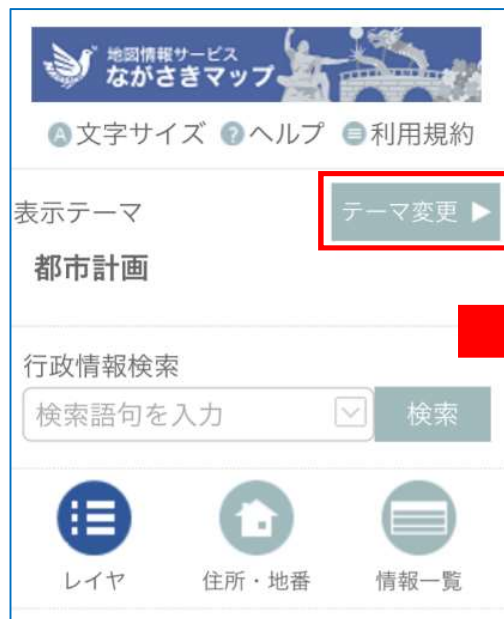 地図情報サービス
ながさきマップ
A 文字サイズ ? ヘルプ 利用規約
表示テーマ
テーマ変更 ▶
都市計画
行政情報検索
検索語句を入力
検索
レイヤ 住所・地番 情報一覧